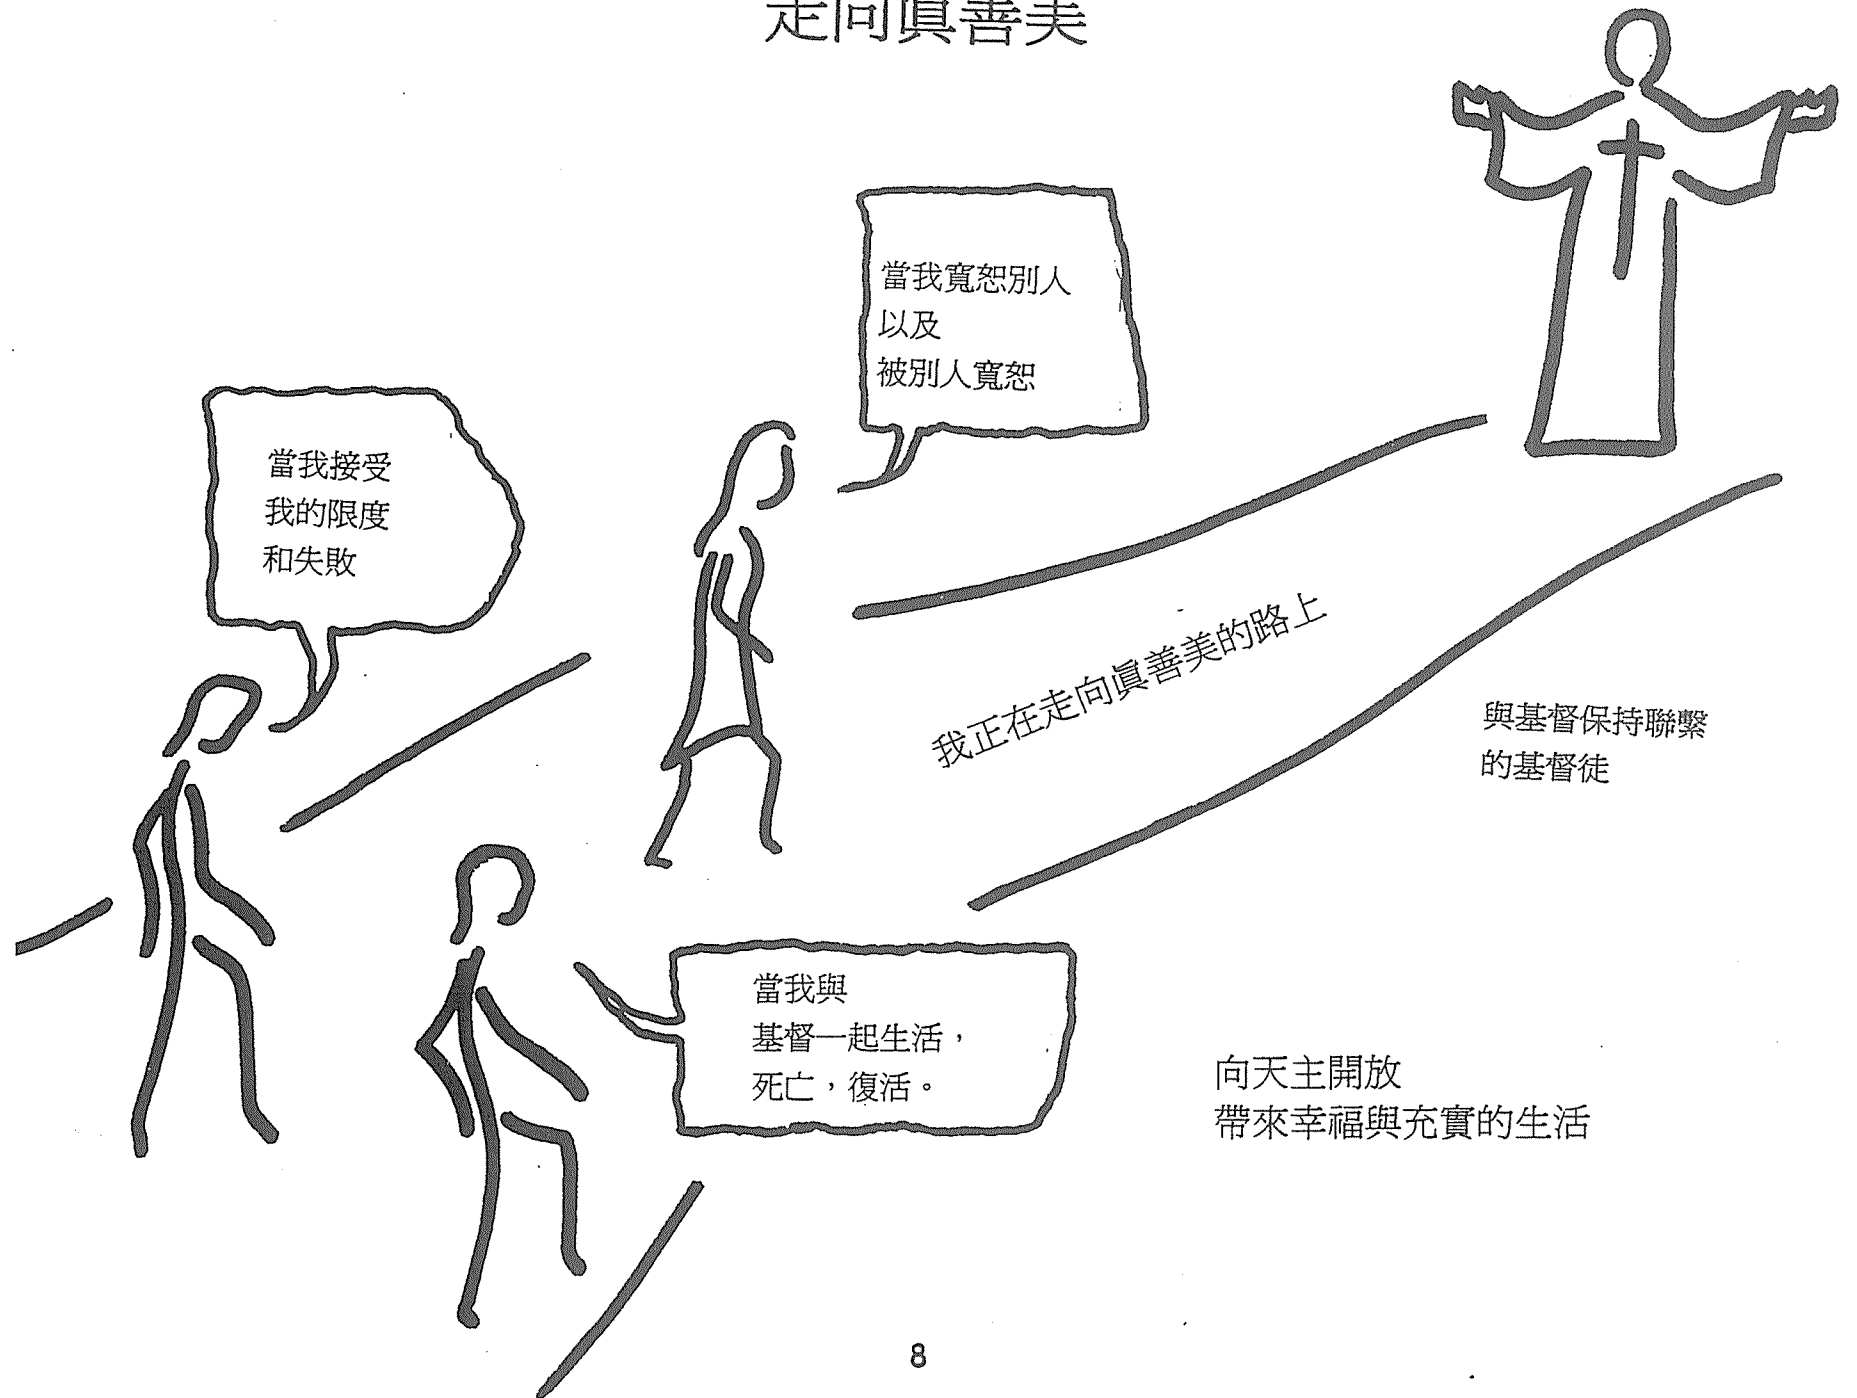 走向眞善美
當我寬恕別人
以及
被別人寬恕
當我接受
我的限度
和失敗
我正在走向眞善美的路上
與基督保持聯繫
的基督徒
當我與
基督一起生活，
死亡，復活。
向天主開放
帶來幸福與充實的生活
8